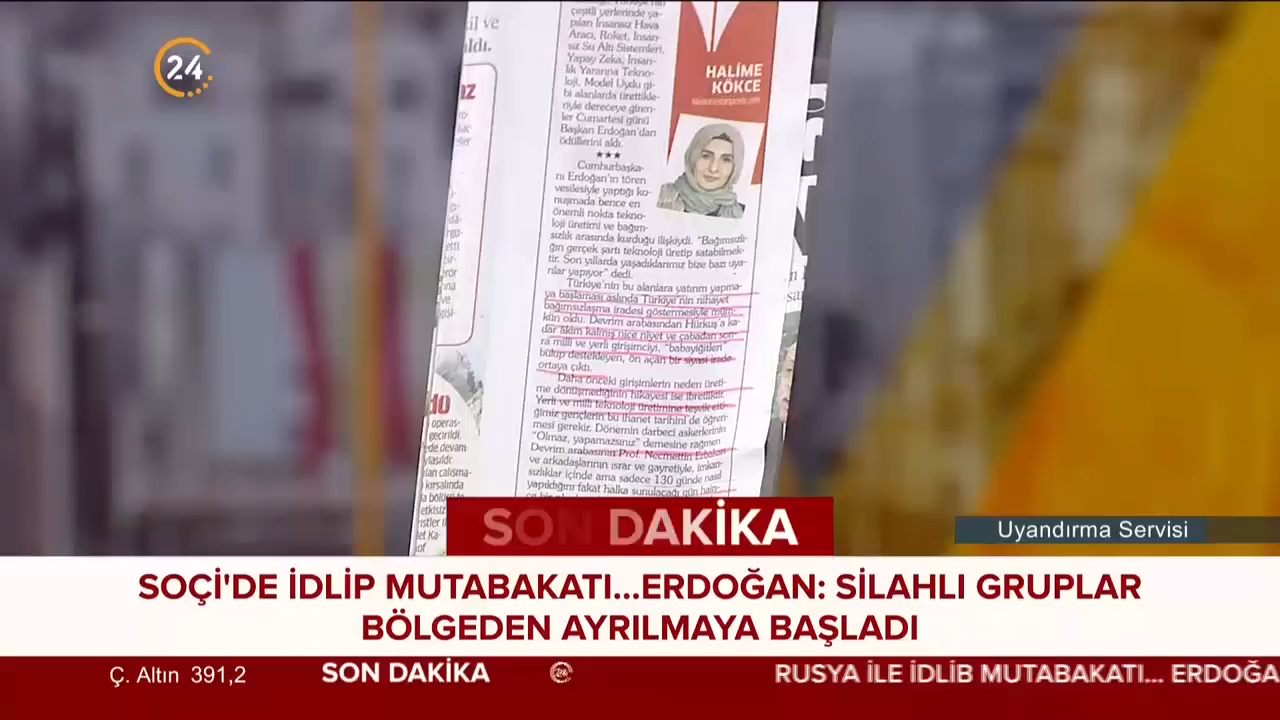 24
çeşitli yerlerinde ya-
pılan İnsansız Hava
Aracı, Roket, İnsan-
sız Su Altı Sistemleri,
Yapay Zeka, İnsan-
lık Yararına Tekno-
loji, Model Uydu gi-
bi alanlarda ürettikle-
riyle dereceye giren-
ler Cumartesi günü
Başkan Erdoğan'dan
ödüllerini aldı.
★★★
HALİME
KÖKCE
Cumhurbaşka-
nı Erdoğan'ın tören
vesilesiyle yaptığı ko-
nuşmada bence en
önemli nokta tekno-
loji üretimi ve bağım-
sızlık arasında kurduğu ilişkiydi. "Bağımsızlı-
ğın gerçek şartı teknoloji üretip satabilmek-
tir. Son yıllarda yaşadıklarımız bize bazı uya-
rılar yapıyor" dedi.
Türkiye'nin bu alanlara yatırım yapma-
ya başlaması aslında Türkiye'nin nihayet
bağımsızlaşma iradesi göstermesiyle müm-
kün oldu. Devrim arabasından Hürkuş'a ka-
dar âkim kalmış nice niyet ve çabadan son-
ra milli ve yerli girişimciyi, "babayiğitleri"
bulup destekleyen, ön açan bir siyasi irade
ortaya çıktı.
Daha önceki girişimlerin neden üreti-
me dönüşmediğinin hikayesi ise ibretliktir.
Yerli ve milli teknoloji üretimine teşvik etti-
ğimiz gençlerin bu ihanet tarihini de öğren-
mesi gerekir. Dönemin darbeci askerlerinin
"Olmaz, yapamazsınız" demesine rağmen
Devrim arabasının Prof. Necmettin Erbakan
ve arkadaşlarının ısrar ve gayretiyle, imkan-
sızlıklar içinde ama sadece 130 günde nasıl
yapıldığını fakat halka sunulacağı gün hain-
SON DAKİKA
Uyandırma Servisi
SOÇİ'DE İDLİP MUTABAKATI...ERDOĞAN: SİLAHLI GRUPLAR
BÖLGEDEN AYRILMAYA BAŞLADI
Ç. Altın 391,2 SON DAKİKA 24 RUSYA İLE İDLİB MUTABAKATI... ERDOĞA